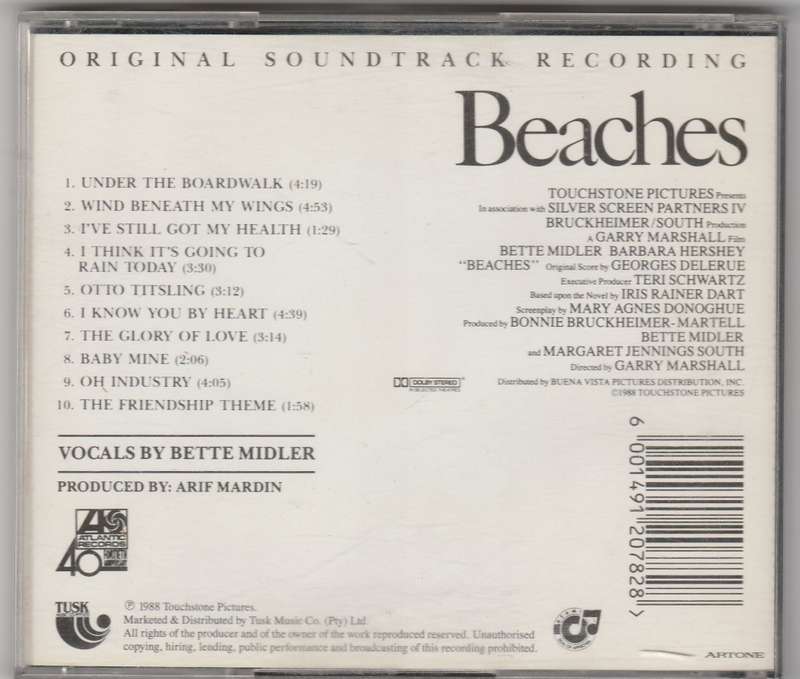 ORIGINAL SOUNDTRACK RECORDING
Beaches
1. UNDER THE BOARDWALK (4:19)
2. WIND BENEATH MY WINGS (4:53)
3. I'VE STILL GOT MY HEALTH (1:29)
4. I THINK IT'S GOING TO
RAIN TODAY (3:30)
5. OTTO TITSLING (3:12)
6. I KNOW YOU BY HEART (4:39)
7. THE GLORY OF LOVE (3:14)
8. BABY MINE (2:06)
9. OH INDUSTRY (4:05)
10. THE FRIENDSHIP THEME (1:58)
VOCALS BY BETTE MIDLER
PRODUCED BY: ARIF MARDIN
TOUCHSTONE PICTURES Presents
In association with SILVER SCREEN PARTNERS IV
BRUCKHEIMER/SOUTH Production
A GARRY MARSHALL Film
BETTE MIDLER BARBARA HERSHEY
"BEACHES" Original Score by GEORGES DELERUE
Executive Producer TERI SCHWARTZ
Based upon the Novel by IRIS RAINER DART
Screenplay by MARY AGNES DONOGHUE
Produced by BONNIE BRUCKHEIMER-MARTELL
BETTE MIDLER
and MARGARET JENNINGS SOUTH
Directed by GARRY MARSHALL
DOLBY STEREO
IN SELECTED THEATRES
Distributed by BUENA VISTA PICTURES DISTRIBUTION, INC.
©1988 TOUCHSTONE PICTURES
6 001491 207828 >
ATLANTIC
RECORDS
40
TUSK
℗ 1988 Touchstone Pictures.
Marketed & Distributed by Tusk Music Co. (Pty) Ltd
All rights of the producer and of the owner of the work reproduced reserved. Unauthorised
copying, hiring, lending, public performance and broadcasting of this recording prohibited.
ARTONE